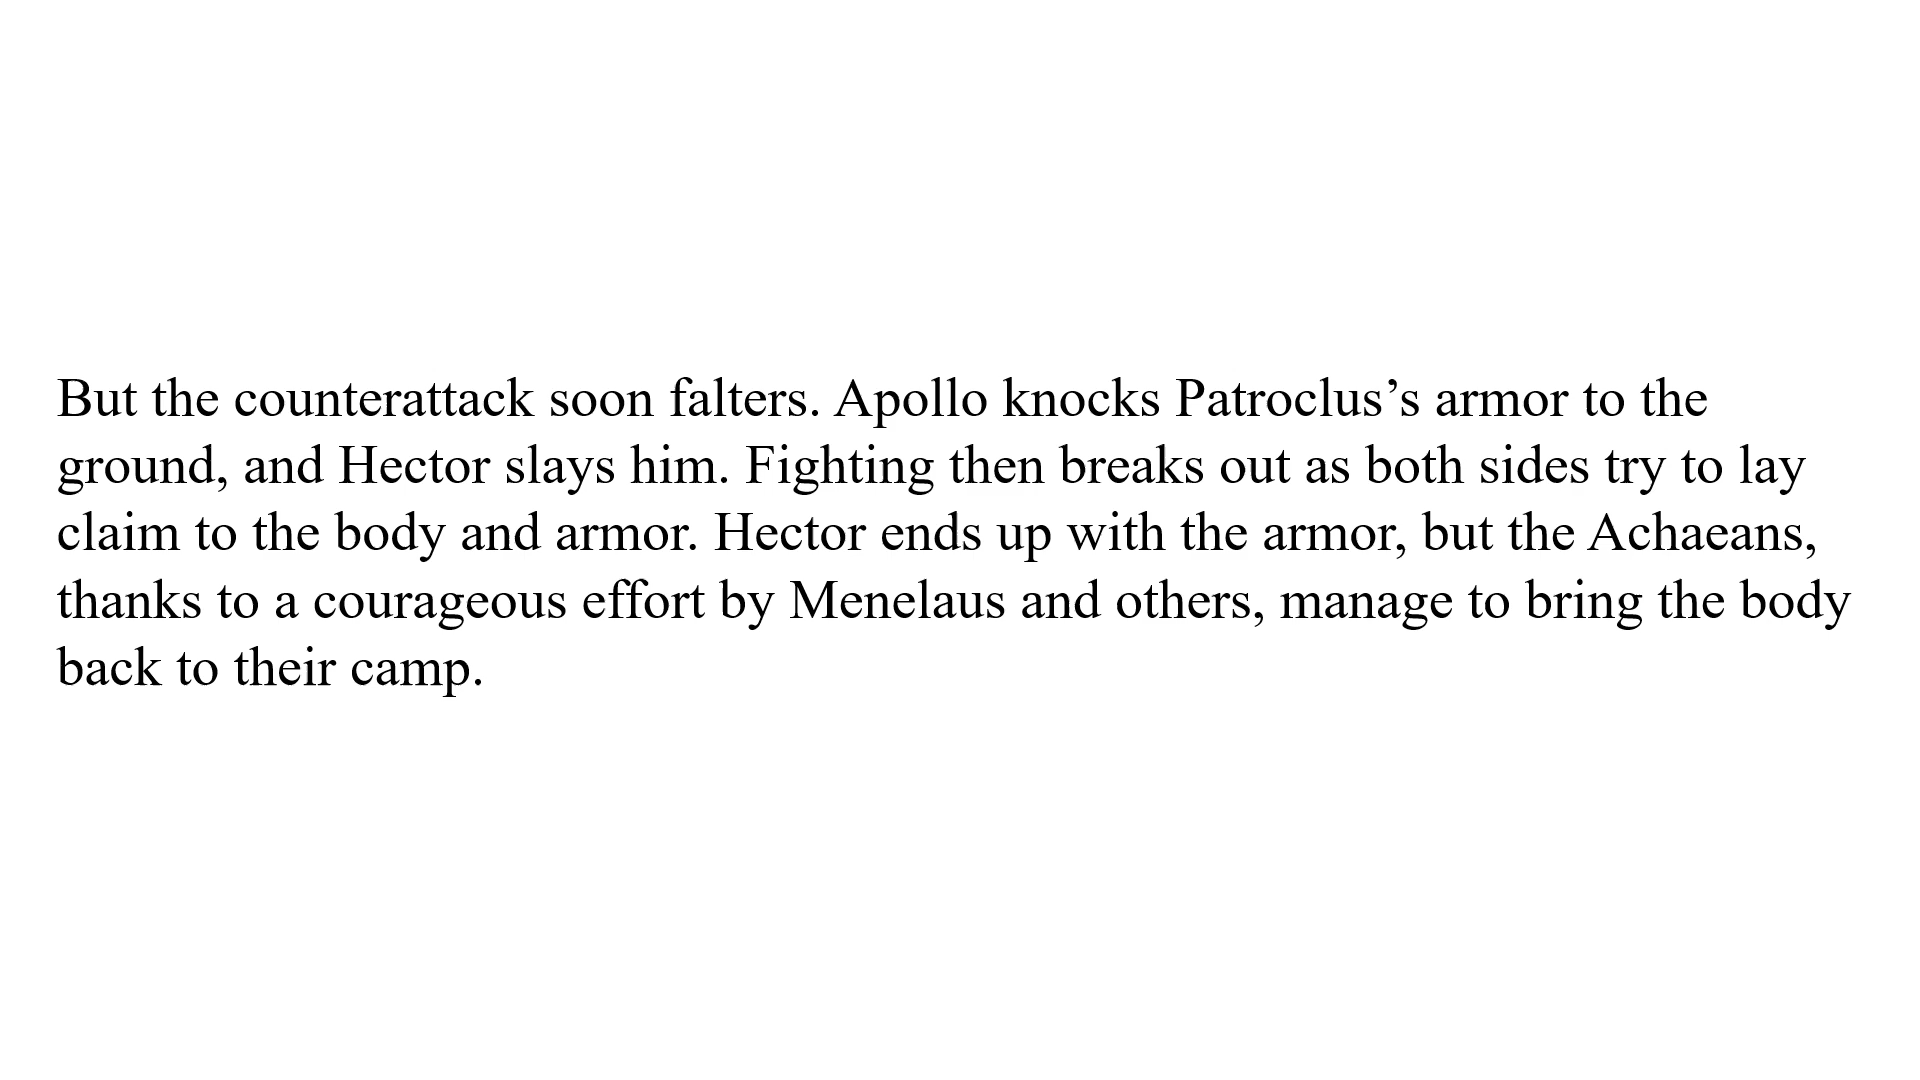 But the counterattack soon falters. Apollo knocks Patroclus’s armor to the
ground, and Hector slays him. Fighting then breaks out as both sides try to lay
claim to the body and armor. Hector ends up with the armor, but the Achaeans,
thanks to a courageous effort by Menelaus and others, manage to bring the body
back to their camp.